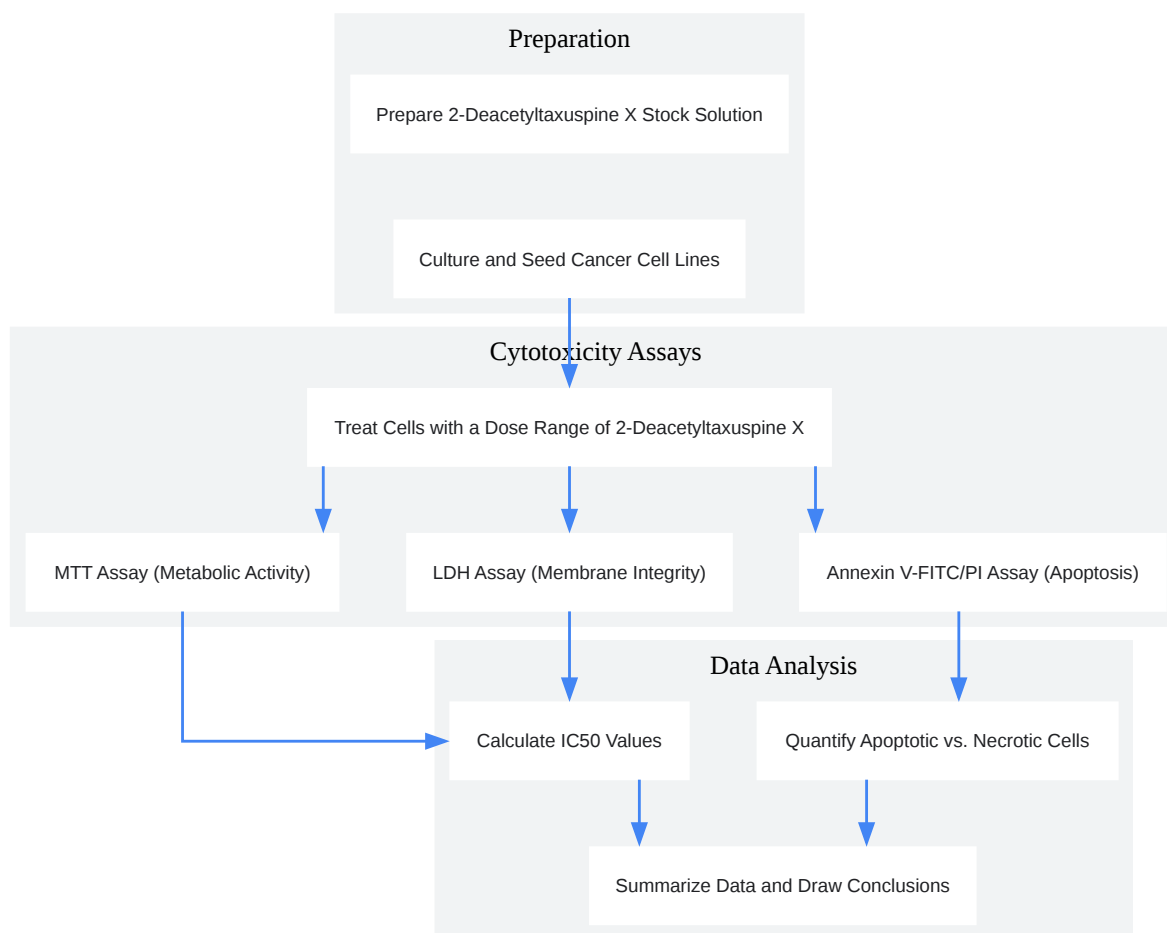 Preparation
Prepare 2-Deacetyltaxuspine X Stock Solution
Culture and Seed Cancer Cell Lines
Cytotoxicity Assays
Treat Cells with a Dose Range of 2-Deacetyltaxuspine X
MTT Assay (Metabolic Activity)
LDH Assay (Membrane Integrity)
Annexin V-FITC/PI Assay (Apoptosis)
Data Analysis
Calculate IC50 Values
Quantify Apoptotic vs. Necrotic Cells
Summarize Data and Draw Conclusions